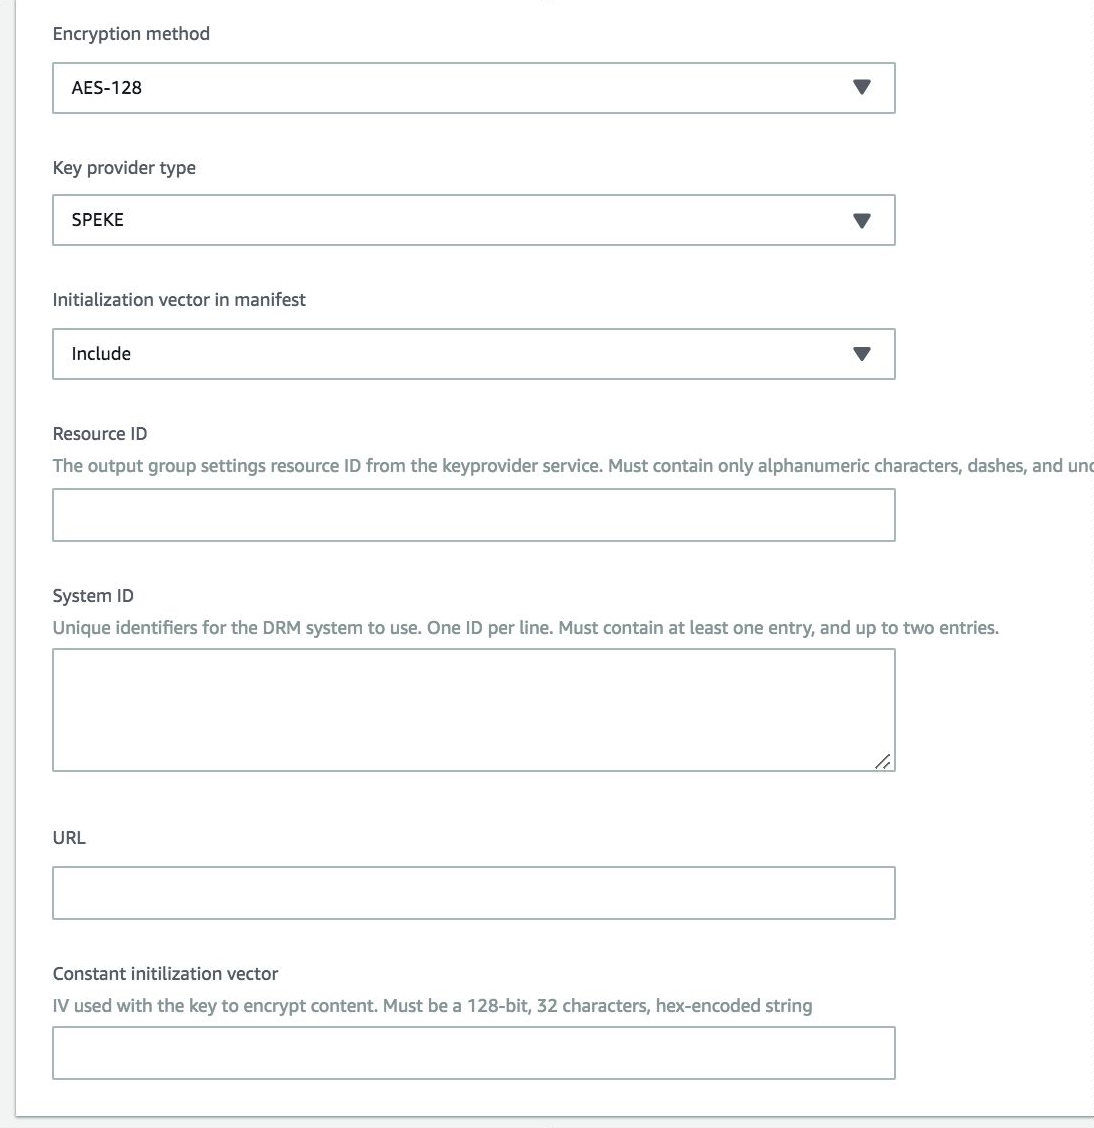 Encryption method
AES-128
Key provider type
SPEKE
Initialization vector in manifest
Include
Resource ID
The output group settings resource ID from the keyprovider service. Must contain only alphanumeric characters, dashes, and
System ID
Unique identifiers for the DRM system to use. One ID per line. Must contain at least one entry, and up to two entries.
URL
Constant initilization vector
IV used with the key to encrypt content. Must be a 128-bit, 32 characters, hex-encoded string